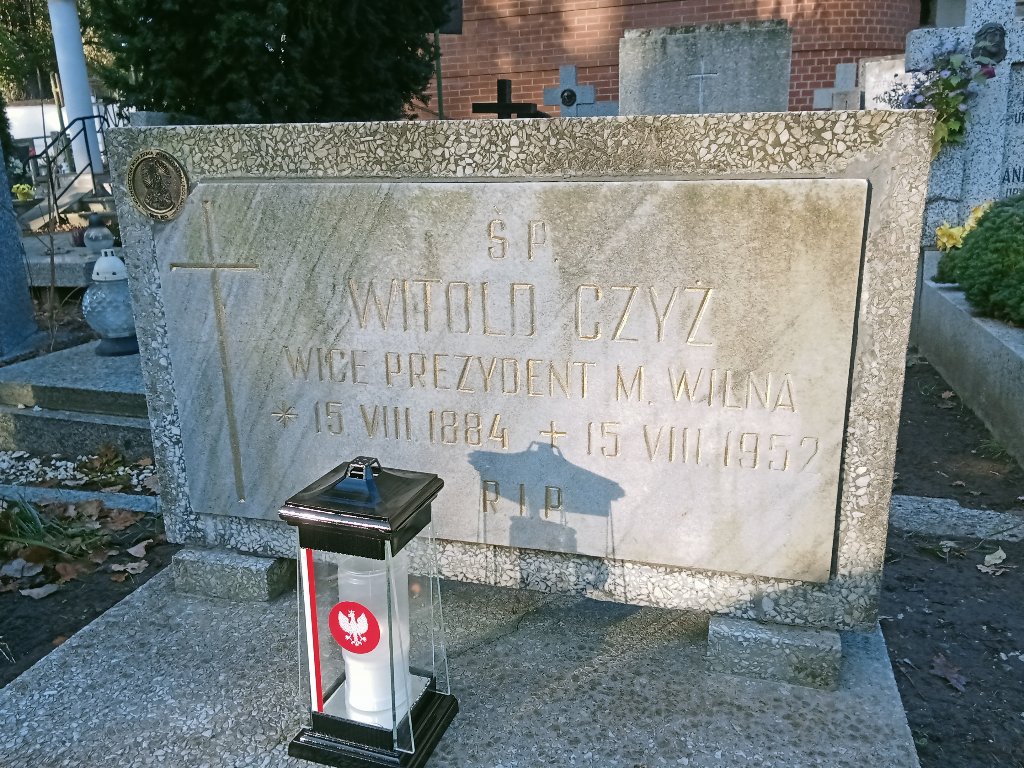 Ś P.
WITOLD CZYŻ
WICE PREZYDENT M. WILNA
* 15 VIII. 1884 + 15 VIII. 1952
R I P